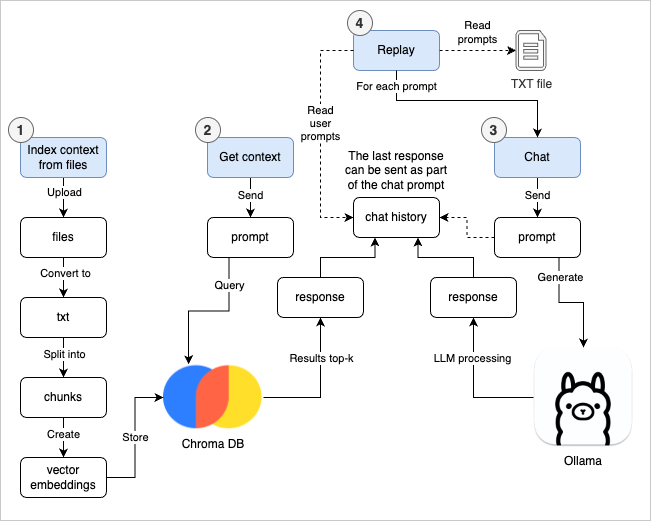 4
Replay
Read
prompts
TXT file
For each prompt
Read
user
prompts
1
Index context
from files
2
Get context
3
Chat
The last response
can be sent as part
of the chat prompt
Upload
Send
Send
files
prompt
chat history
prompt
Convert to
Query
Generate
response
response
txt
Split into
Results top-k
LLM processing
chunks
Create
Store
Chroma DB
Ollama
vector
embeddings